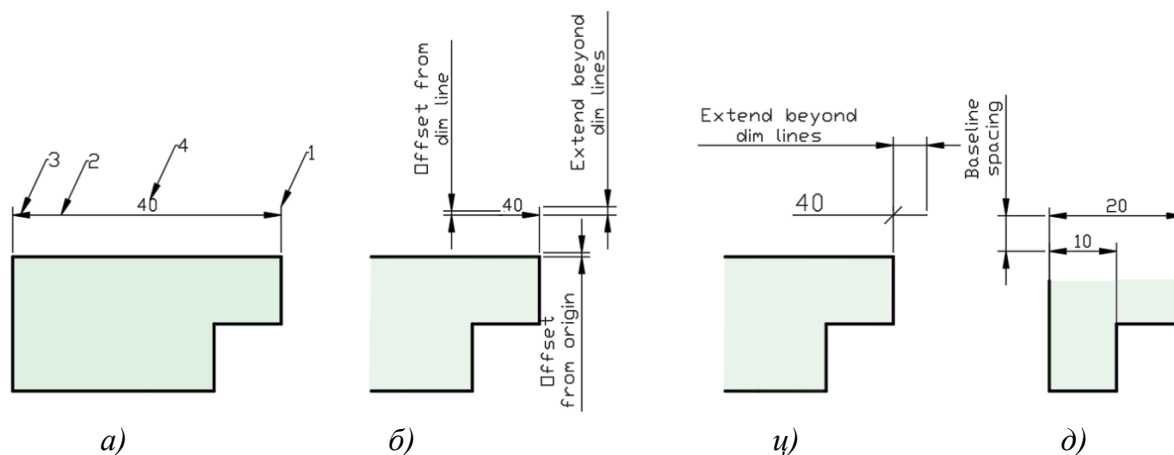 3
2
4
1
40
Offset from
dim line
Extend beyond
dim lines
40
Offset
from origin
Extend beyond
dim lines
40
Baseline
spacing
20
10
а) б) ц) д)